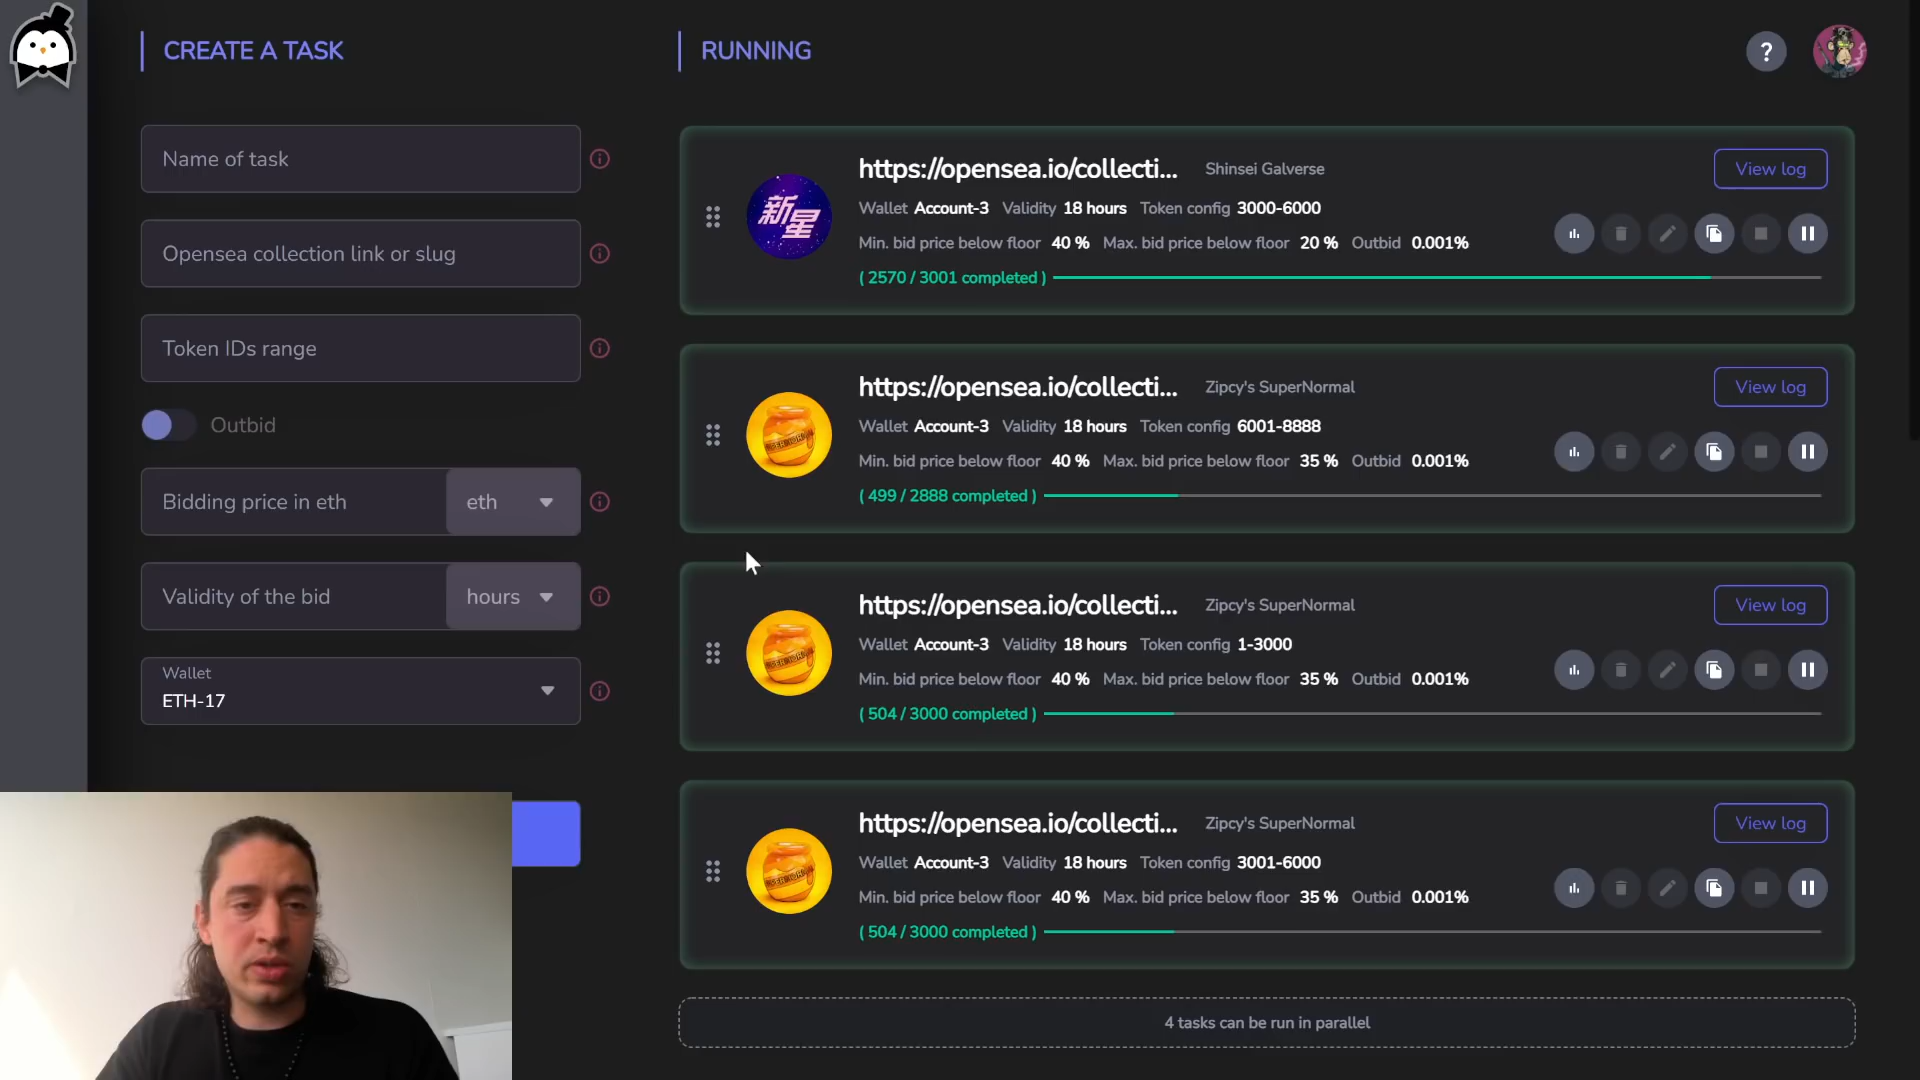 CREATE A TASK
Name of task
Opensea collection link or slug
Token IDs range
Outbid
Bidding price in eth
eth
Validity of the bid
hours
Wallet
ETH-17
RUNNING
?
新星
https://opensea.io/collecti...
Shinsei Galverse
View log
Wallet Account-3 Validity 18 hours Token config 3000-6000
Min. bid price below floor 40 % Max. bid price below floor 20 % Outbid 0.001%
( 2570 / 3001 completed )
https://opensea.io/collecti...
Zipcy's SuperNormal
View log
Wallet Account-3 Validity 18 hours Token config 6001-8888
Min. bid price below floor 40 % Max. bid price below floor 35 % Outbid 0.001%
( 499 / 2888 completed )
https://opensea.io/collecti...
Zipcy's SuperNormal
View log
Wallet Account-3 Validity 18 hours Token config 1-3000
Min. bid price below floor 40 % Max. bid price below floor 35 % Outbid 0.001%
( 504 / 3000 completed )
https://opensea.io/collecti...
Zipcy's SuperNormal
View log
Wallet Account-3 Validity 18 hours Token config 3001-6000
Min. bid price below floor 40 % Max. bid price below floor 35 % Outbid 0.001%
( 504 / 3000 completed )
4 tasks can be run in parallel